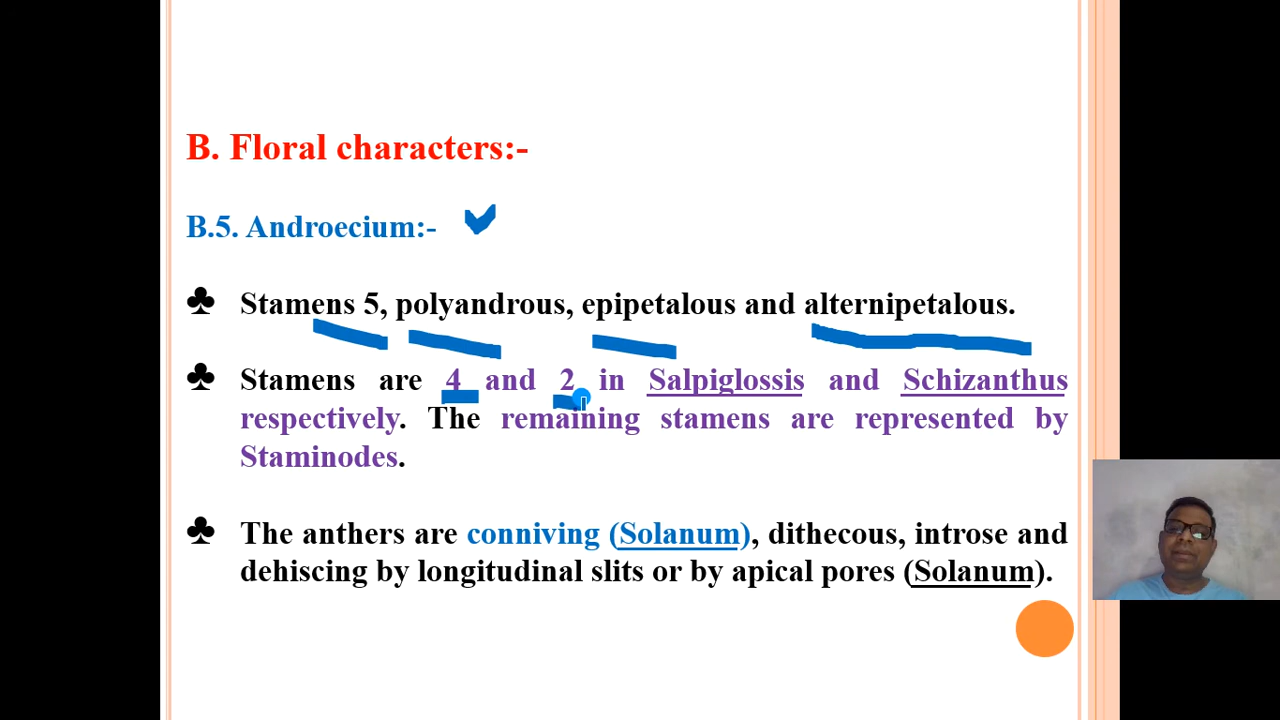 B. Floral characters:-
B.5. Androecium:-
♣ Stamens 5, polyandrous, epipetalous and alternipetalous.
♣ Stamens are 4 and 2 in Salpiglossis and Schizanthus
respectively. The remaining stamens are represented by
Staminodes.
♣ The anthers are conniving (Solanum), dithecous, introse and
dehiscing by longitudinal slits or by apical pores (Solanum).